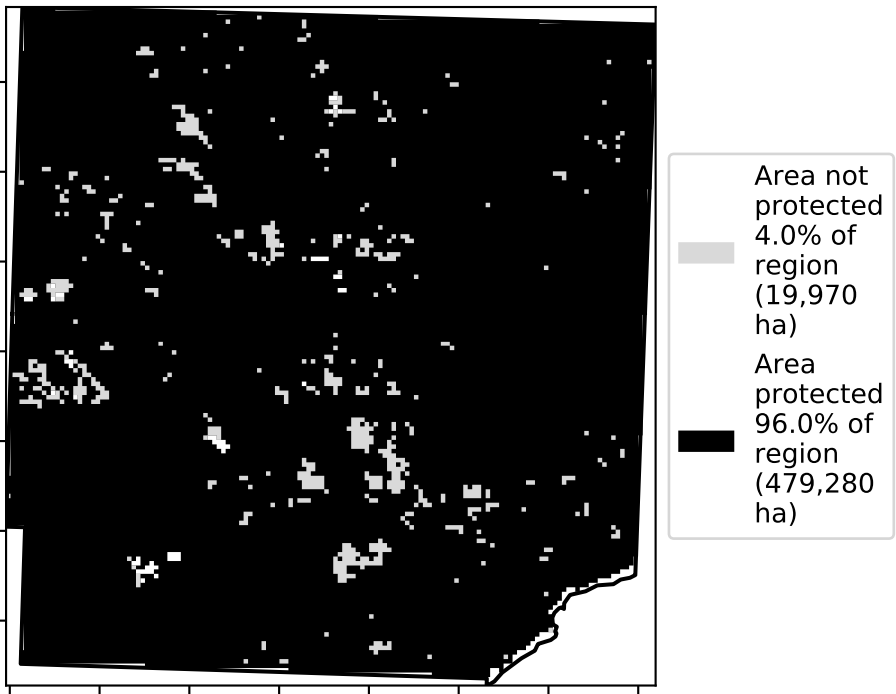 Area not
protected
4.0% of
region
(19,970
ha)
Area
protected
96.0% of
region
(479,280
ha)